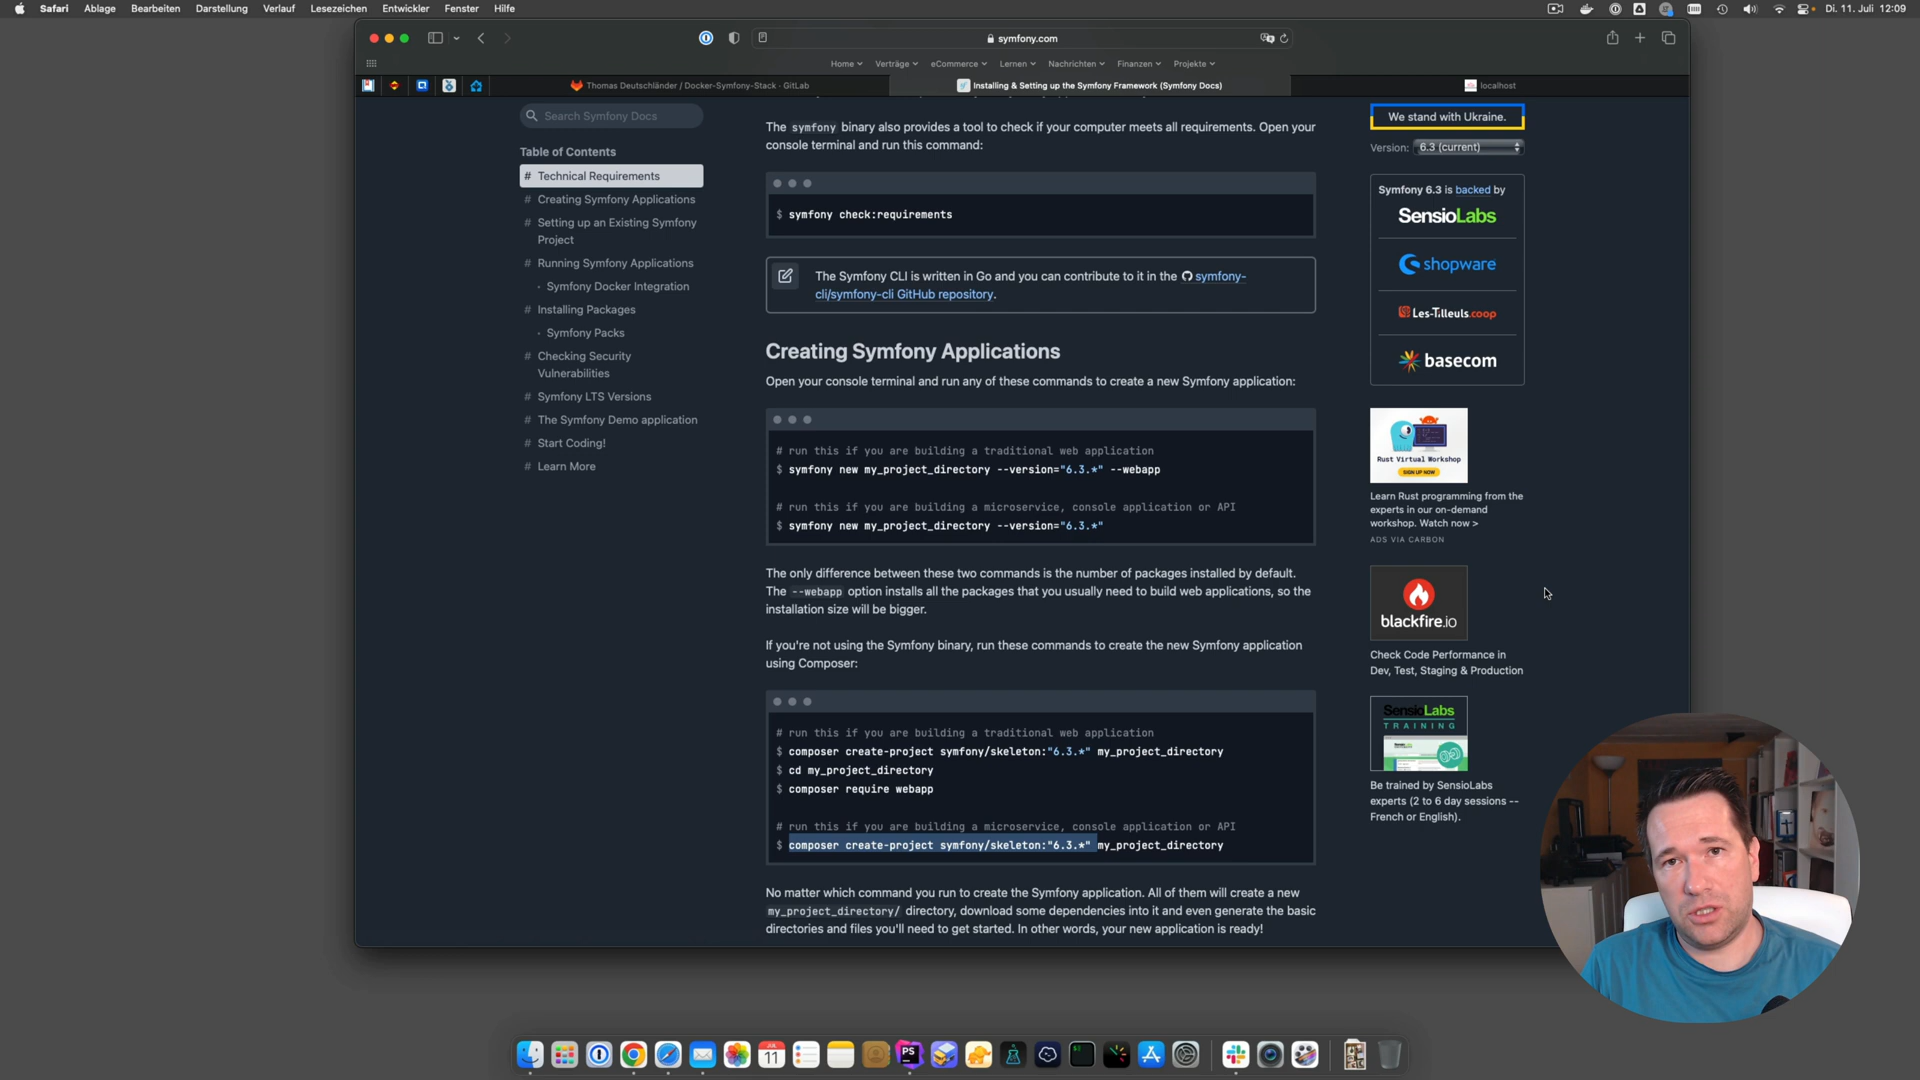 Safari Ablage Bearbeiten Darstellung Verlauf Lesezeichen Entwickler Fenster Hilfe
Di. 11. Juli 12:09
symfony.com
Home Verträge eCommerce Lernen Nachrichten Finanzen Projekte
Thomas Deutschländer / Docker-Symfony-Stack · GitLab
Installing & Setting up the Symfony Framework (Symfony Docs)
localhost
Search Symfony Docs
Table of Contents
# Technical Requirements
# Creating Symfony Applications
# Setting up an Existing Symfony
Project
# Running Symfony Applications
· Symfony Docker Integration
# Installing Packages
· Symfony Packs
# Checking Security
Vulnerabilities
# Symfony LTS Versions
# The Symfony Demo application
# Start Coding!
# Learn More
The symfony binary also provides a tool to check if your computer meets all requirements. Open your
console terminal and run this command:
$ symfony check:requirements
The Symfony CLI is written in Go and you can contribute to it in the symfony-
cli/symfony-cli GitHub repository.
Creating Symfony Applications
Open your console terminal and run any of these commands to create a new Symfony application:
# run this if you are building a traditional web application
$ symfony new my_project_directory --version="6.3.*" --webapp
# run this if you are building a microservice, console application or API
$ symfony new my_project_directory --version="6.3.*"
The only difference between these two commands is the number of packages installed by default.
The --webapp option installs all the packages that you usually need to build web applications, so the
installation size will be bigger.
If you're not using the Symfony binary, run these commands to create the new Symfony application
using Composer:
# run this if you are building a traditional web application
$ composer create-project symfony/skeleton:"6.3.*" my_project_directory
$ cd my_project_directory
$ composer require webapp
# run this if you are building a microservice, console application or API
$ composer create-project symfony/skeleton:"6.3.*" my_project_directory
No matter which command you run to create the Symfony application. All of them will create a new
my_project_directory/ directory, download some dependencies into it and even generate the basic
directories and files you'll need to get started. In other words, your new application is ready!
We stand with Ukraine.
Version: 6.3 (current)
Symfony 6.3 is backed by
SensioLabs
shopware
Les-Tilleuls.coop
basecom
Rust Virtual Workshop
SIGN UP NOW
Learn Rust programming from the
experts in our on-demand
workshop. Watch now >
ADS VIA CARBON
blackfire.io
Check Code Performance in
Dev, Test, Staging & Production
SensioLabs
TRAINING
Be trained by SensioLabs
experts (2 to 6 day sessions --
French or English).
JUL
11
PS